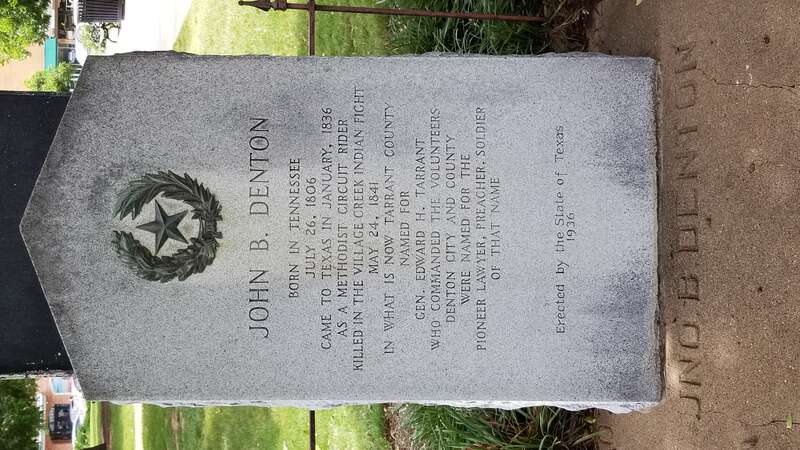 JOHN B. DENTON
BORN IN TENNESSEE
JULY 26, 1806
CAME TO TEXAS IN JANUARY, 1836
AS A METHODIST CIRCUIT RIDER
KILLED IN THE VILLAGE CREEK INDIAN FIGHT
MAY 24, 1841
IN WHAT IS NOW TARRANT COUNTY
NAMED FOR
GEN. EDWARD H. TARRANT
WHO COMMANDED THE VOLUNTEERS
DENTON CITY AND COUNTY
WERE NAMED FOR THE
PIONEER LAWYER, PREACHER, SOLDIER
OF THAT NAME
Erected by the State of Texas
1936
JNO. B DENTON